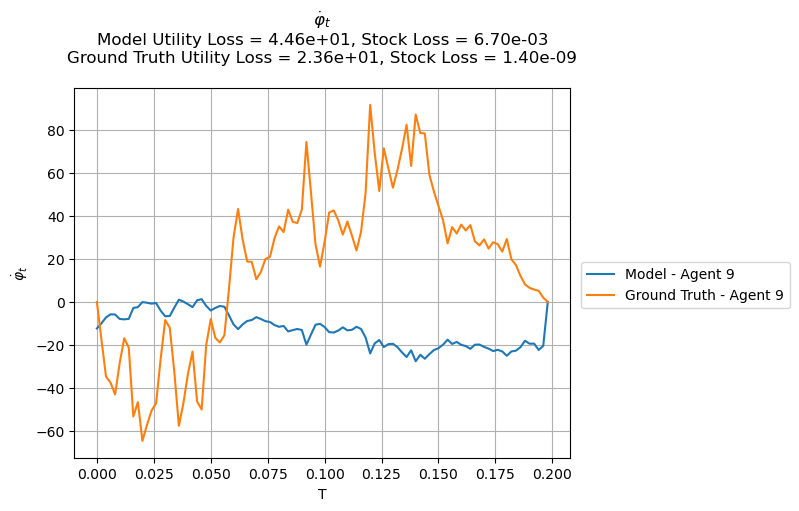 φ̇ₜ
Model Utility Loss = 4.46e+01, Stock Loss = 6.70e-03
Ground Truth Utility Loss = 2.36e+01, Stock Loss = 1.40e-09
φ̇ₜ
80
60
40
20
0
−20
−40
−60
0.000
0.025
0.050
0.075
0.100
0.125
0.150
0.175
0.200
T
Model - Agent 9
Ground Truth - Agent 9